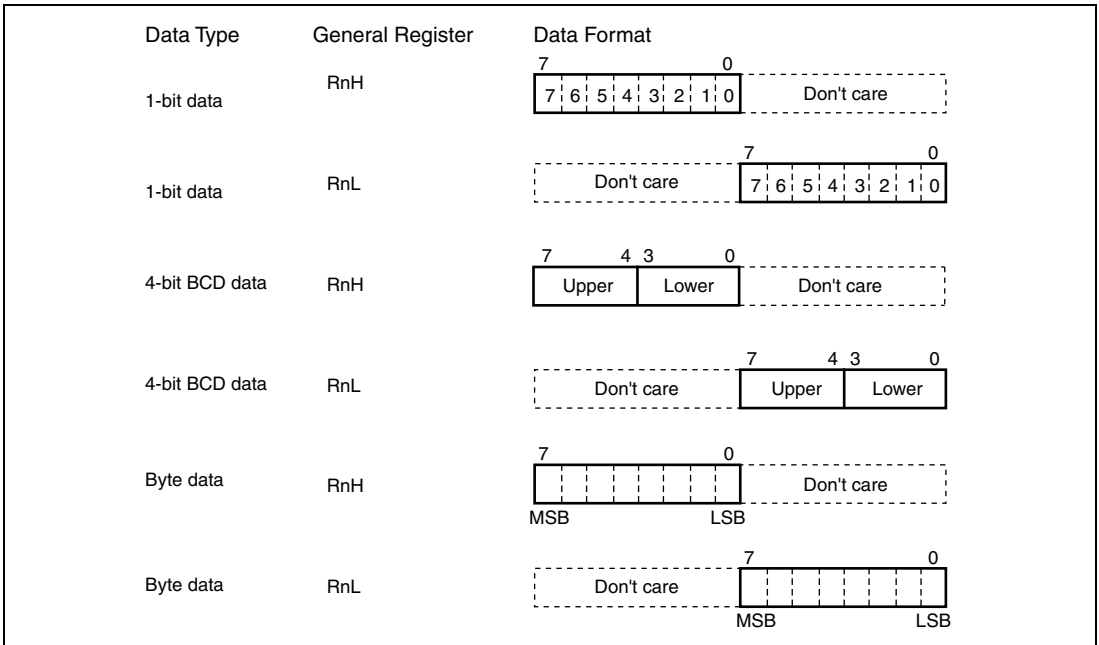 Data Type General Register Data Format
7 0
1-bit data RnH 7 6 5 4 3 2 1 0 Don't care
7 0
1-bit data RnL Don't care 7 6 5 4 3 2 1 0
7 4 3 0
4-bit BCD data RnH Upper Lower Don't care
7 4 3 0
4-bit BCD data RnL Don't care Upper Lower
7 0
Byte data RnH Don't care
MSB LSB
7 0
Byte data RnL Don't care
MSB LSB